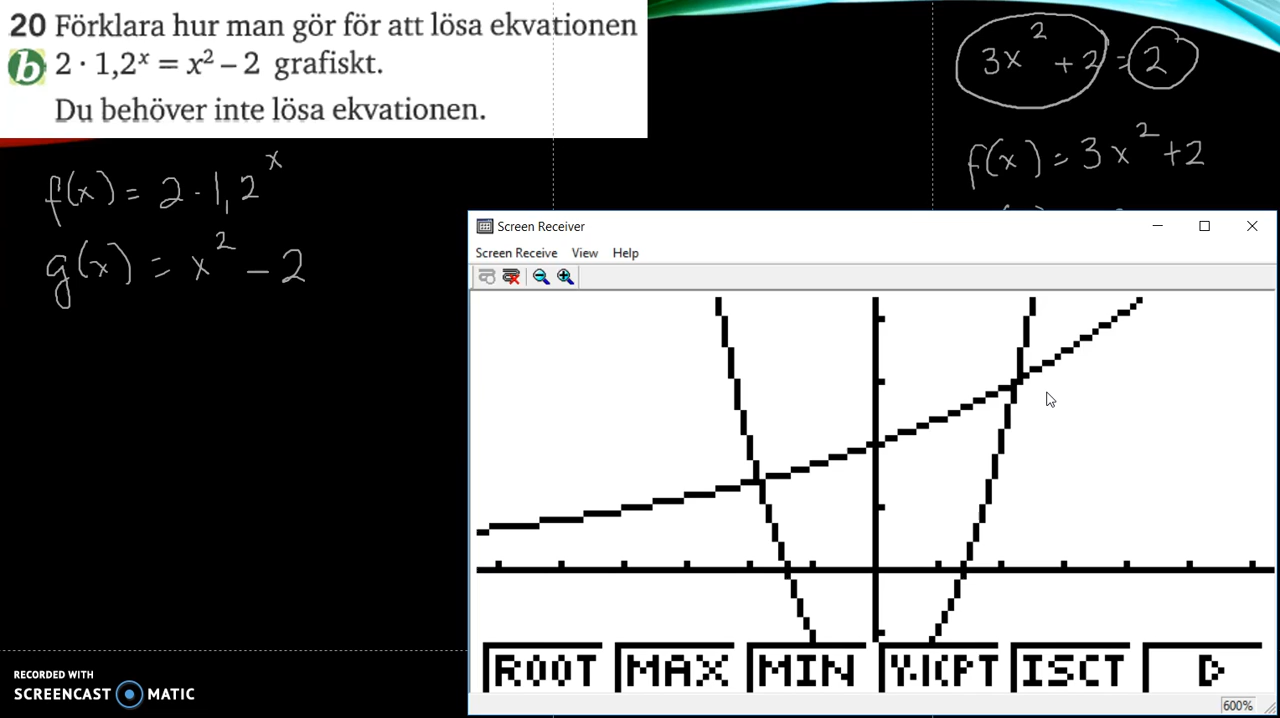 20 Förklara hur man gör för att lösa ekvationen
b 2 · 1,2ˣ = x² – 2 grafiskt.
Du behöver inte lösa ekvationen.
f(x) = 2 · 1,2ˣ
g(x) = x² – 2
3x² + 2 = 2ˣ
f(x) = 3x² + 2
Screen Receiver
Screen Receive View Help
ROOT MAX MIN Y-ICPT ISCT D
600%
RECORDED WITH
SCREENCAST MATIC